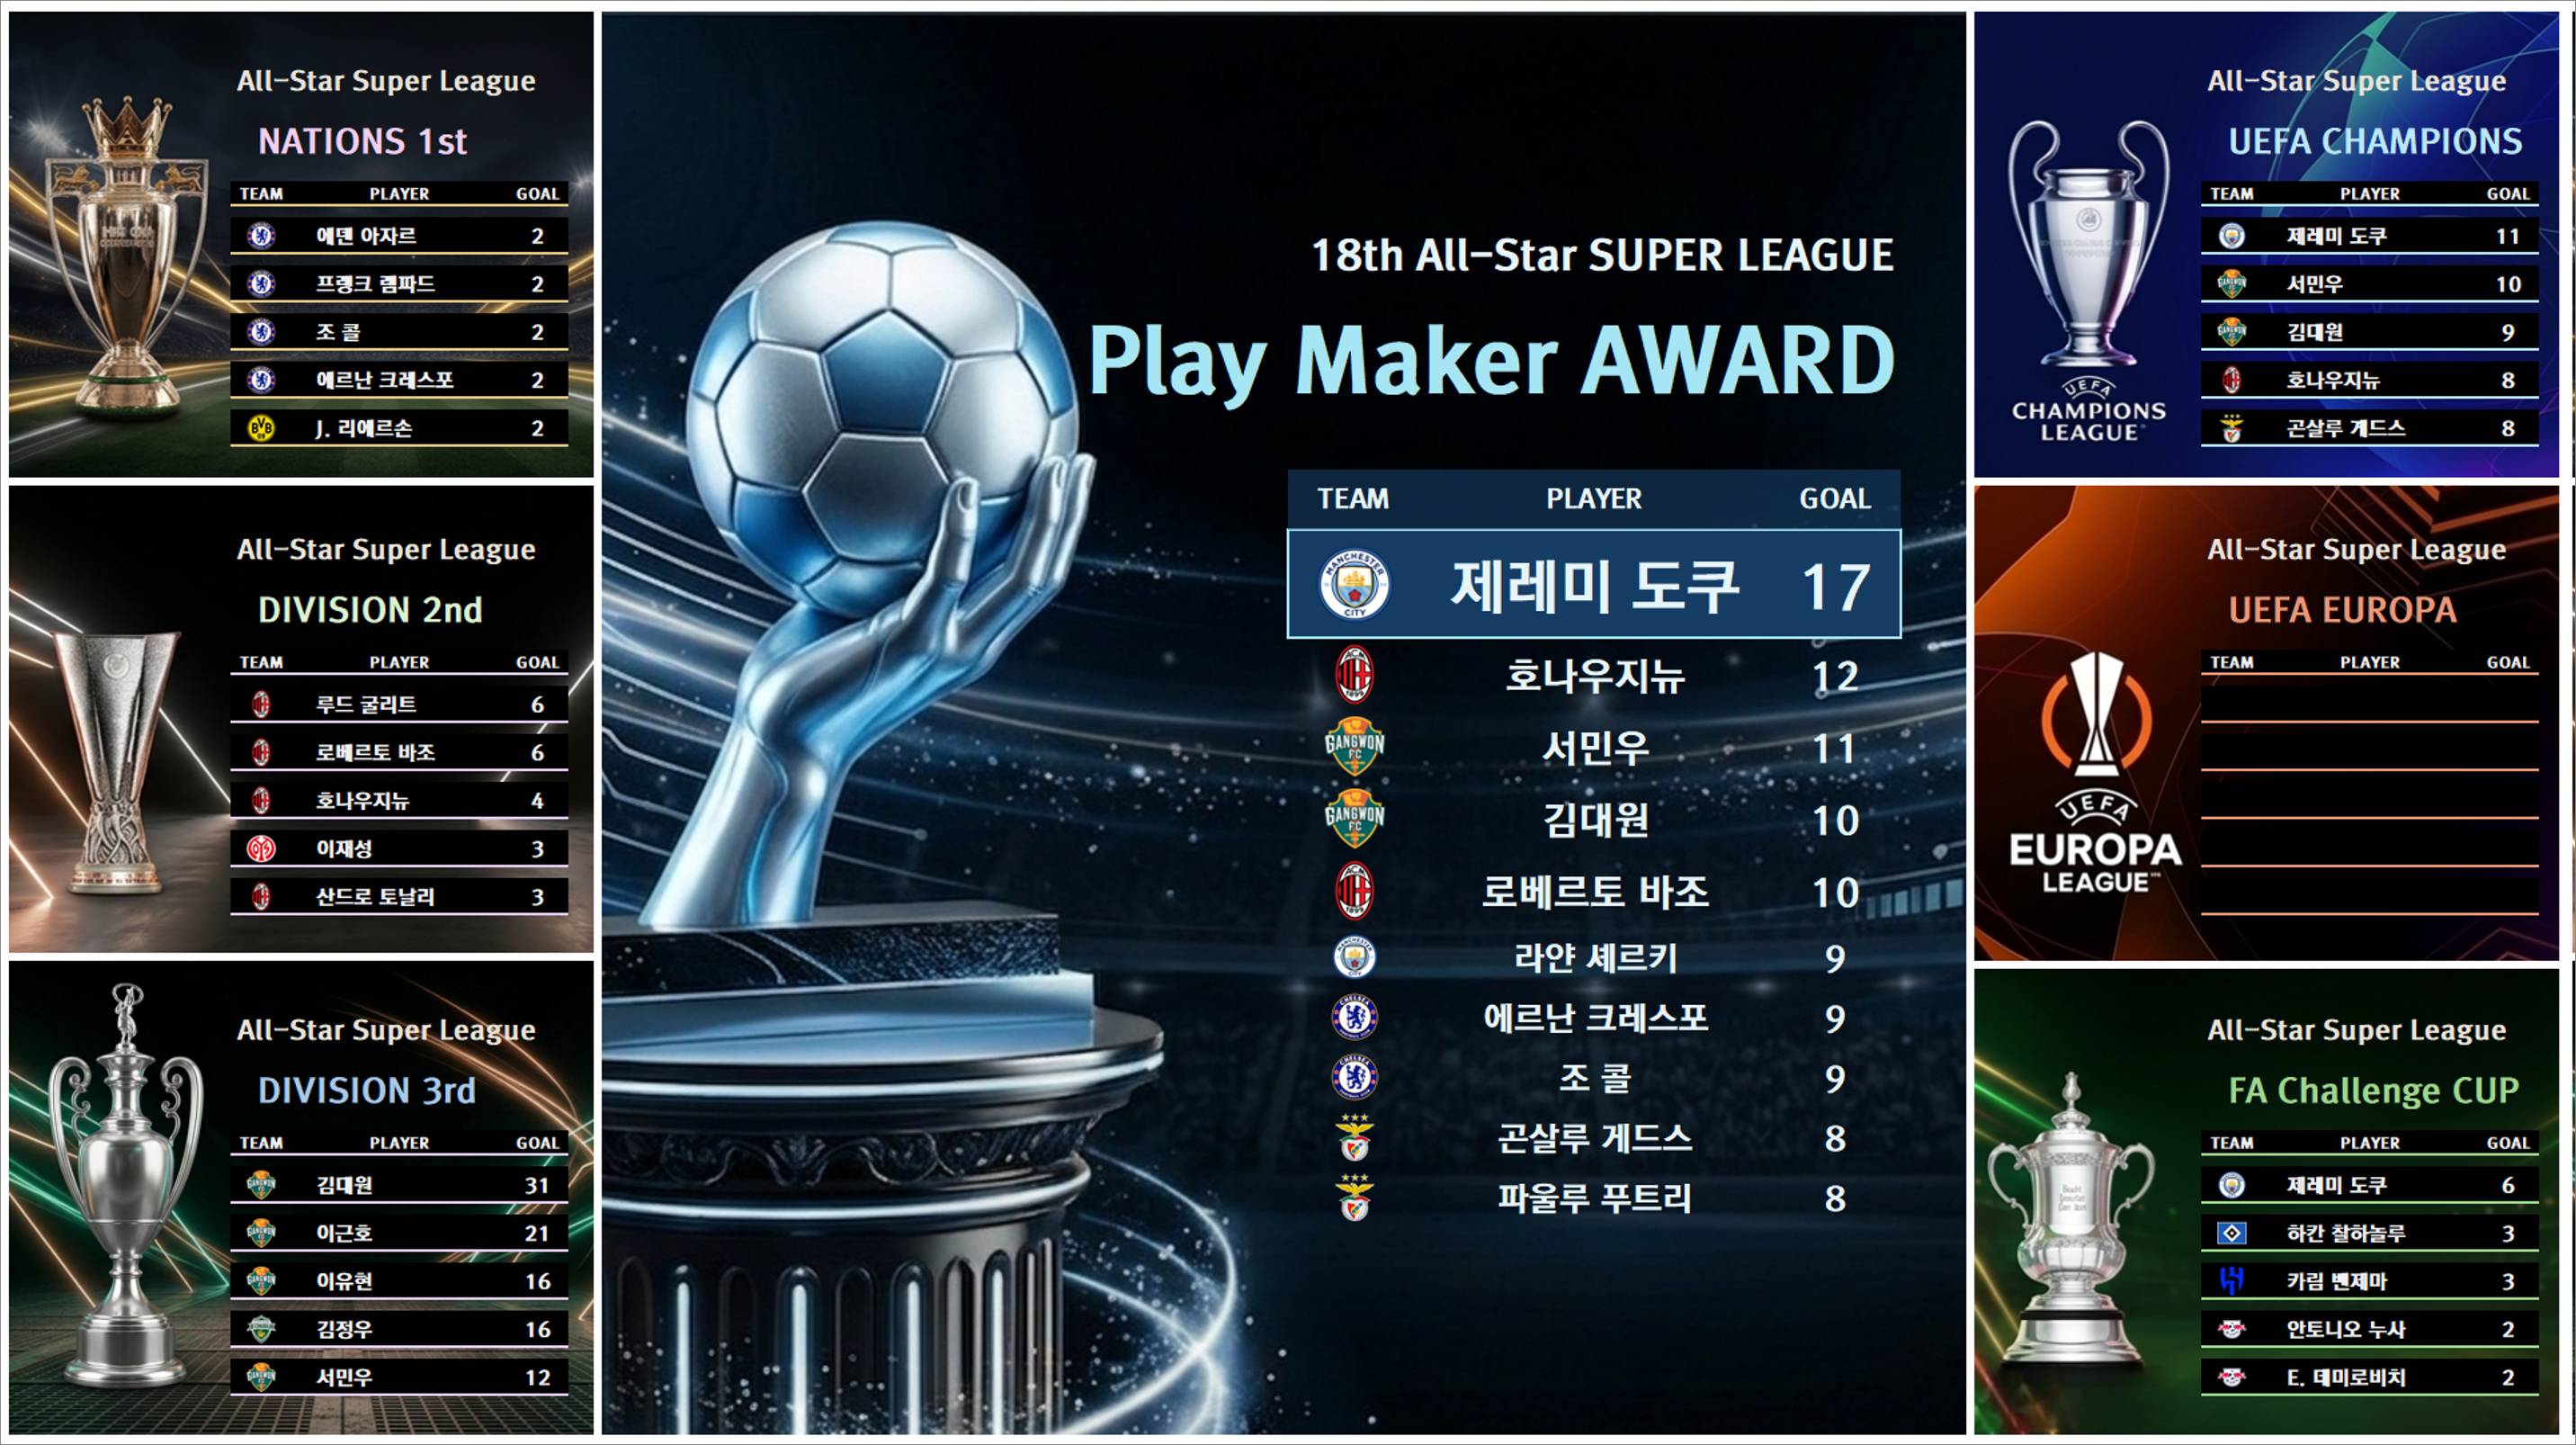 All-Star Super League
NATIONS 1st
TEAM PLAYER GOAL
에덴 아자르 2
프랭크 램파드 2
조 콜 2
에르난 크레스포 2
J. 리에르손 2
All-Star Super League
DIVISION 2nd
TEAM PLAYER GOAL
루드 굴리트 6
로베르토 바조 6
호나우지뉴 4
이재성 3
산드로 토날리 3
All-Star Super League
DIVISION 3rd
TEAM PLAYER GOAL
김대원 31
이근호 21
이유현 16
김정우 16
서민우 12
18th All-Star SUPER LEAGUE
Play Maker AWARD
TEAM PLAYER GOAL
MANCHESTER CITY 제레미 도쿠 17
ACM 1899 호나우지뉴 12
GANGWON FC 서민우 11
GANGWON FC 김대원 10
ACM 1899 로베르토 바조 10
라얀 셰르키 9
에르난 크레스포 9
조 콜 9
곤살루 게드스 8
파울루 푸트리 8
All-Star Super League
UEFA CHAMPIONS
TEAM PLAYER GOAL
제레미 도쿠 11
서민우 10
김대원 9
호나우지뉴 8
곤살루 게드스 8
UEFA
CHAMPIONS
LEAGUE
All-Star Super League
UEFA EUROPA
TEAM PLAYER GOAL
UEFA
EUROPA
LEAGUE
All-Star Super League
FA Challenge CUP
TEAM PLAYER GOAL
제레미 도쿠 6
하칸 찰하놀루 3
카림 벤제마 3
안토니오 누사 2
E. 데미로비치 2